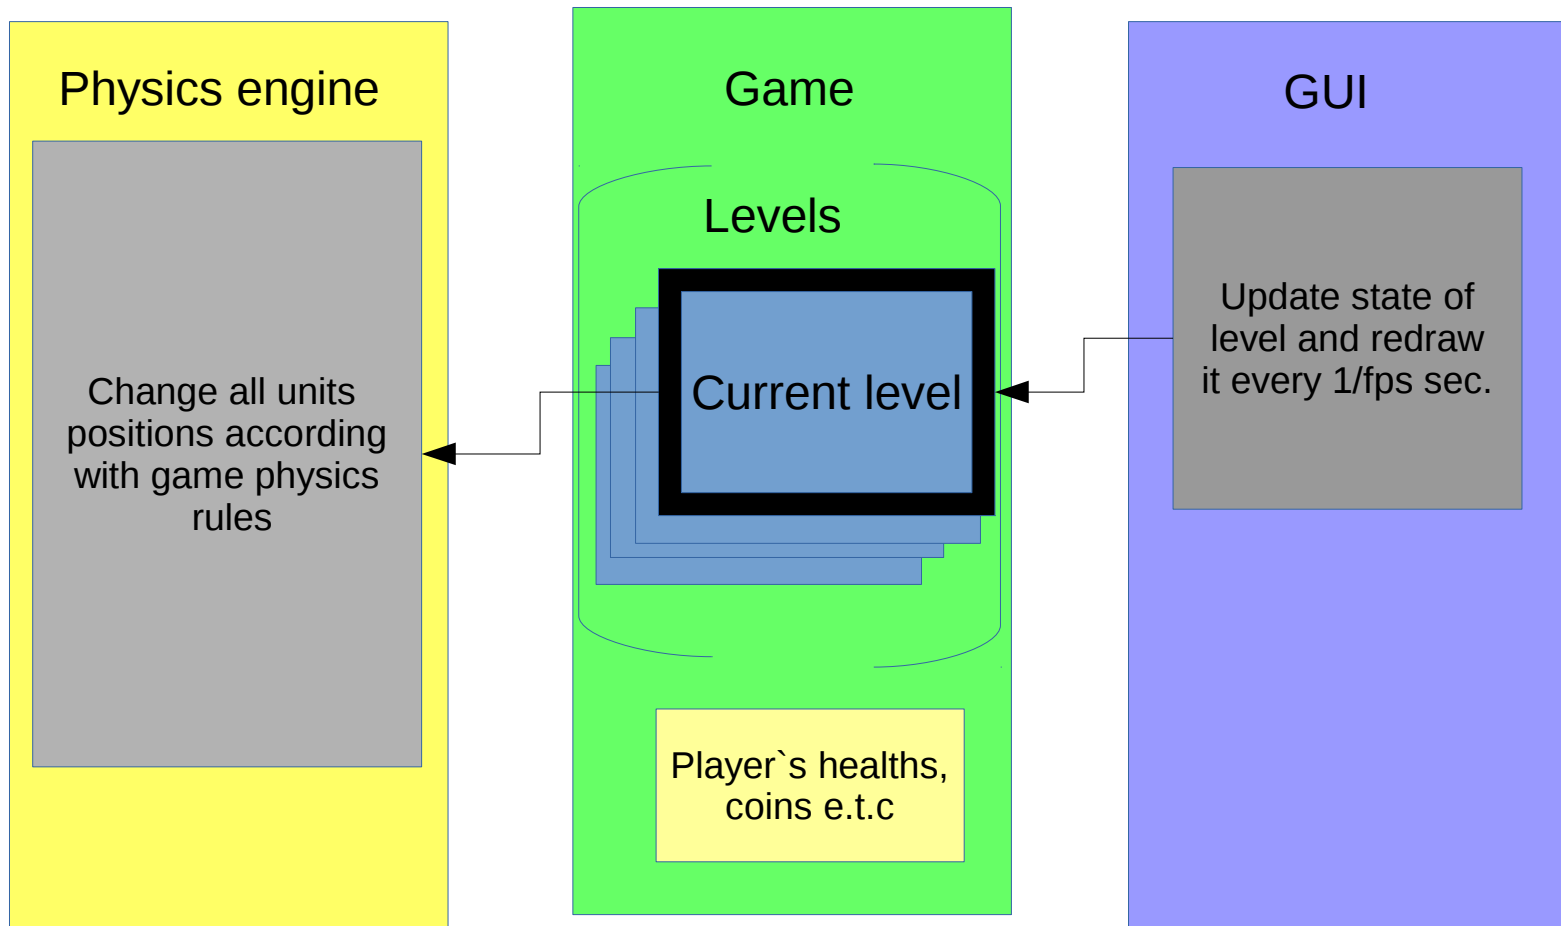 Physics engine
Change all units
positions according
with game physics
rules
Game
Levels
Current level
Player`s healths,
coins e.t.c
GUI
Update state of
level and redraw
it every 1/fps sec.